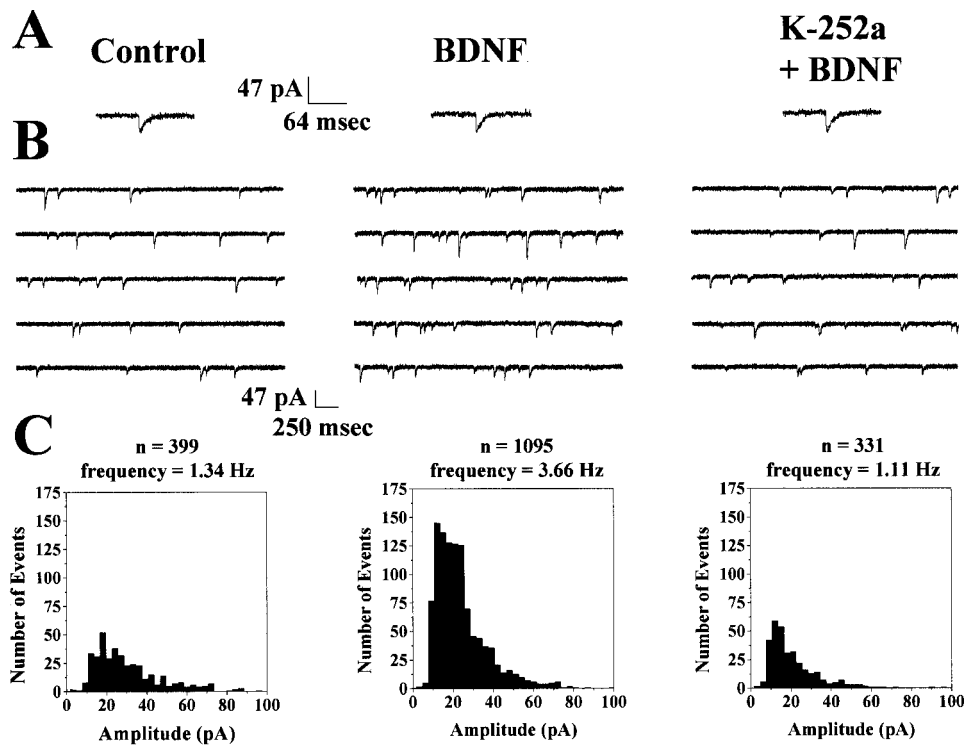 A
Control
BDNF
K-252a
+ BDNF
47 pA
64 msec
B
47 pA
250 msec
C
n = 399
frequency = 1.34 Hz
n = 1095
frequency = 3.66 Hz
n = 331
frequency = 1.11 Hz
Number of Events
175
150
125
100
75
50
25
0
0 20 40 60 80 100
Amplitude (pA)
Number of Events
175
150
125
100
75
50
25
0
0 20 40 60 80 100
Amplitude (pA)
Number of Events
175
150
125
100
75
50
25
0
0 20 40 60 80 100
Amplitude (pA)